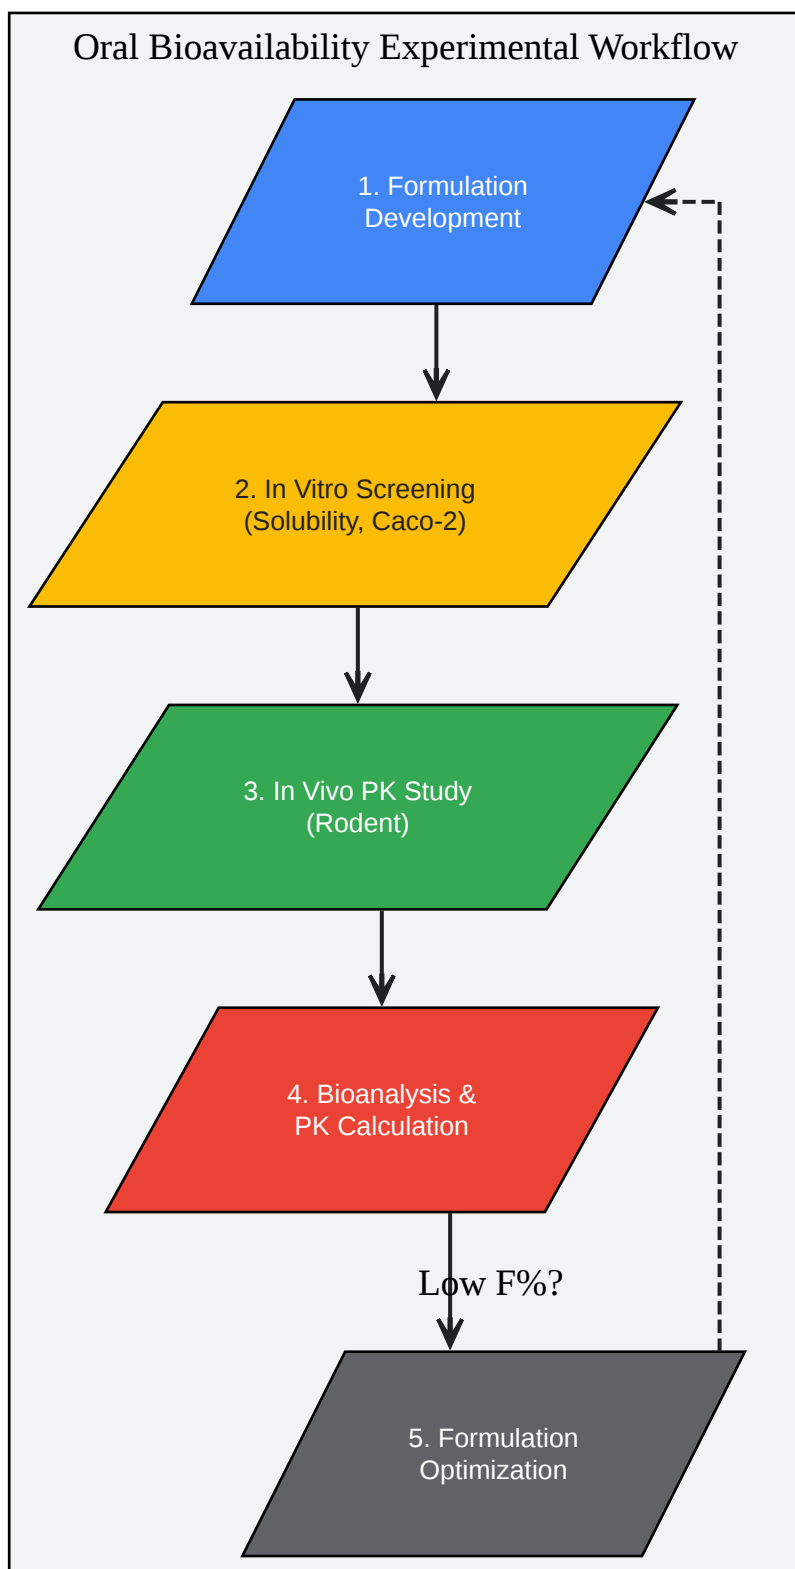 Oral Bioavailability Experimental Workflow
1. Formulation
Development
2. In Vitro Screening
(Solubility, Caco-2)
3. In Vivo PK Study
(Rodent)
4. Bioanalysis &
PK Calculation
Low F%?
5. Formulation
Optimization